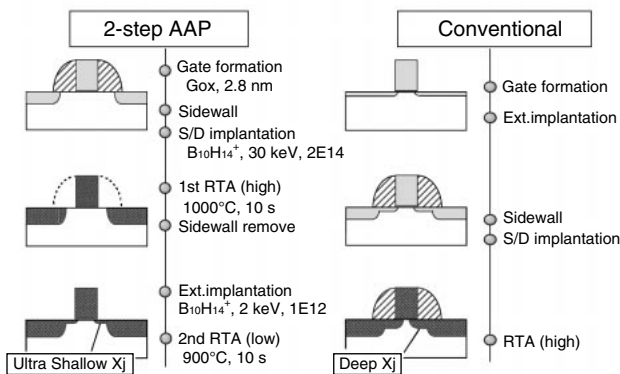 2-step AAP
Gate formation
Gox, 2.8 nm
Sidewall
S/D implantation
B₁₀H₁₄⁺, 30 keV, 2E14
1st RTA (high)
1000°C, 10 s
Sidewall remove
Ext.implantation
B₁₀H₁₄⁺, 2 keV, 1E12
2nd RTA (low)
900°C, 10 s
Ultra Shallow Xj
Conventional
Gate formation
Ext.implantation
Sidewall
S/D implantation
RTA (high)
Deep Xj